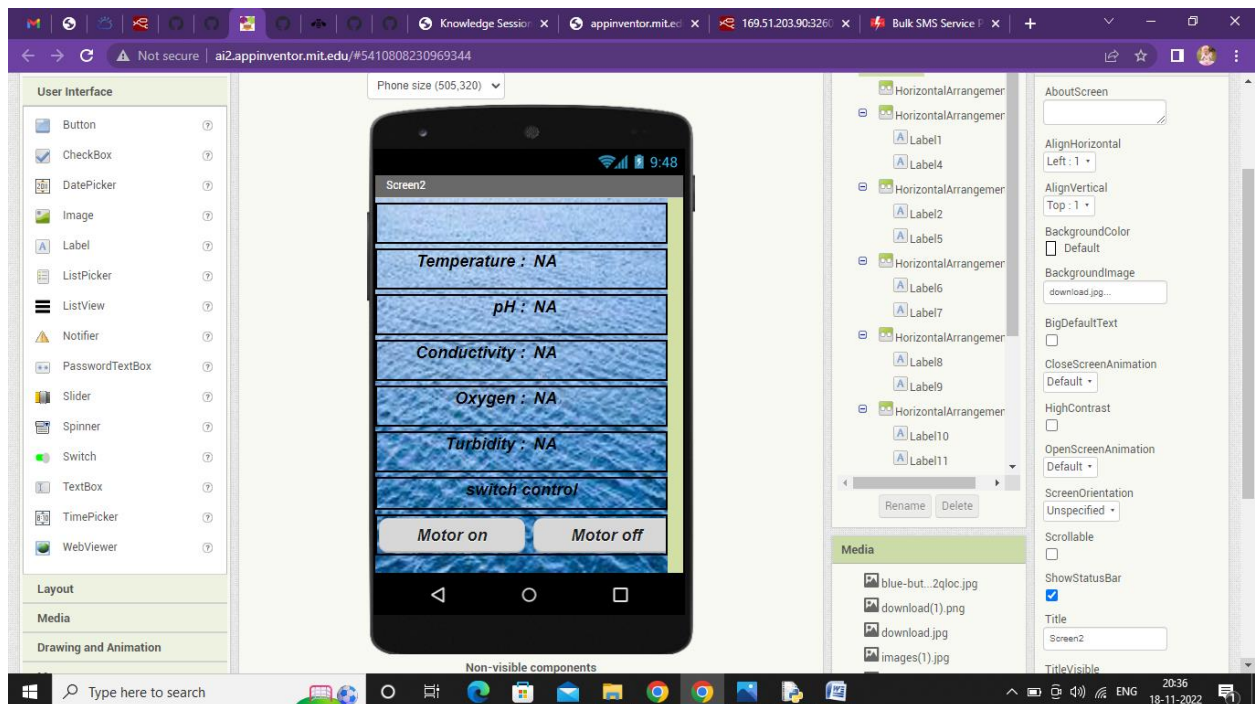 Knowledge Session
appinventor.mit.ed
169.51.203.90:3260
Bulk SMS Service P
Not secure ai2.appinventor.mit.edu/#5410808230969344
User Interface
Button
CheckBox
DatePicker
Image
Label
ListPicker
ListView
Notifier
PasswordTextBox
Slider
Spinner
Switch
TextBox
TimePicker
WebViewer
Layout
Media
Drawing and Animation
Phone size (505,320)
9:48
Screen2
Temperature : NA
pH : NA
Conductivity : NA
Oxygen : NA
Turbidity : NA
switch control
Motor on Motor off
Non-visible components
HorizontalArrangemer
HorizontalArrangemer
Label1
Label4
HorizontalArrangemer
Label2
Label5
HorizontalArrangemer
Label6
Label7
HorizontalArrangemer
Label8
Label9
HorizontalArrangemer
Label10
Label11
Rename Delete
Media
blue-but...2qloc.jpg
download(1).png
download.jpg
images(1).jpg
AboutScreen
AlignHorizontal
Left : 1
AlignVertical
Top : 1
BackgroundColor
Default
BackgroundImage
download.jpg...
BigDefaultText
CloseScreenAnimation
Default
HighContrast
OpenScreenAnimation
Default
ScreenOrientation
Unspecified
Scrollable
ShowStatusBar
Title
Screen2
TitleVisible
Type here to search
ENG
20:36
18-11-2022